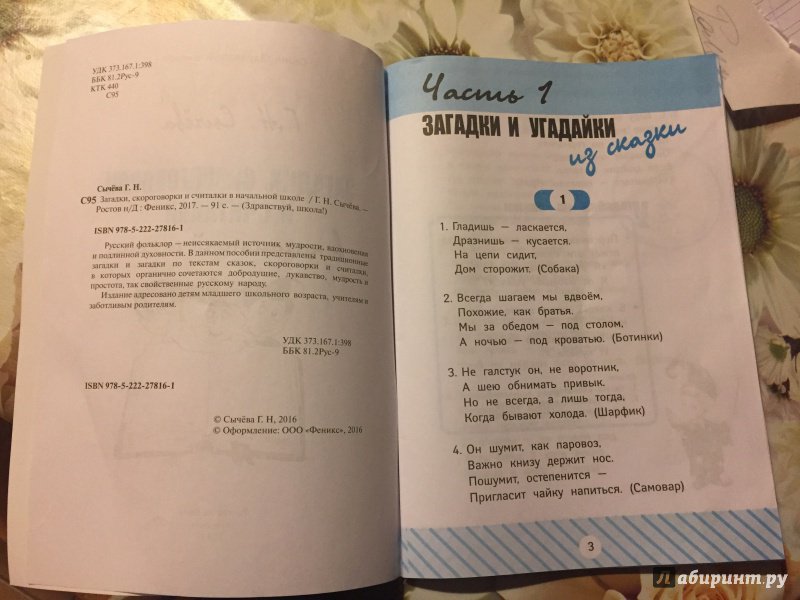 УДК 373.167.1:398
ББК 81.2Рус-9
КТК 440
С95
Сычёва Г. Н.
С95 Загадки, скороговорки и считалки в начальной школе / Г. Н. Сычёва. —
Ростов н/Д : Феникс, 2017. — 91 с. — (Здравствуй, школа!)
ISBN 978-5-222-27816-1
Русский фольклор — неиссякаемый источник мудрости, вдохновения
и подлинной духовности. В данном пособии представлены традиционные
загадки и загадки по текстам сказок, скороговорки и считалки,
в которых органично сочетаются добродушие, лукавство, мудрость и
простота, так свойственные русскому народу.
Издание адресовано детям младшего школьного возраста, учителям и
заботливым родителям.
УДК 373.167.1:398
ББК 81.2Рус-9
ISBN 978-5-222-27816-1
© Сычёва Г. Н, 2016
© Оформление: ООО «Феникс», 2016
Часть 1
ЗАГАДКИ И УГАДАЙКИ
из сказки
1
1. Гладишь — ласкается,
Дразнишь — кусается.
На цепи сидит,
Дом сторожит. (Собака)
2. Всегда шагаем мы вдвоём,
Похожие, как братья.
Мы за обедом — под столом,
А ночью — под кроватью. (Ботинки)
3. Не галстук он, не воротник,
А шею обнимать привык.
Но не всегда, а лишь тогда,
Когда бывают холода. (Шарфик)
4. Он шумит, как паровоз,
Важно книзу держит нос.
Пошумит, остепенится —
Пригласит чайку напиться. (Самовар)
3
Лабиринт.ру